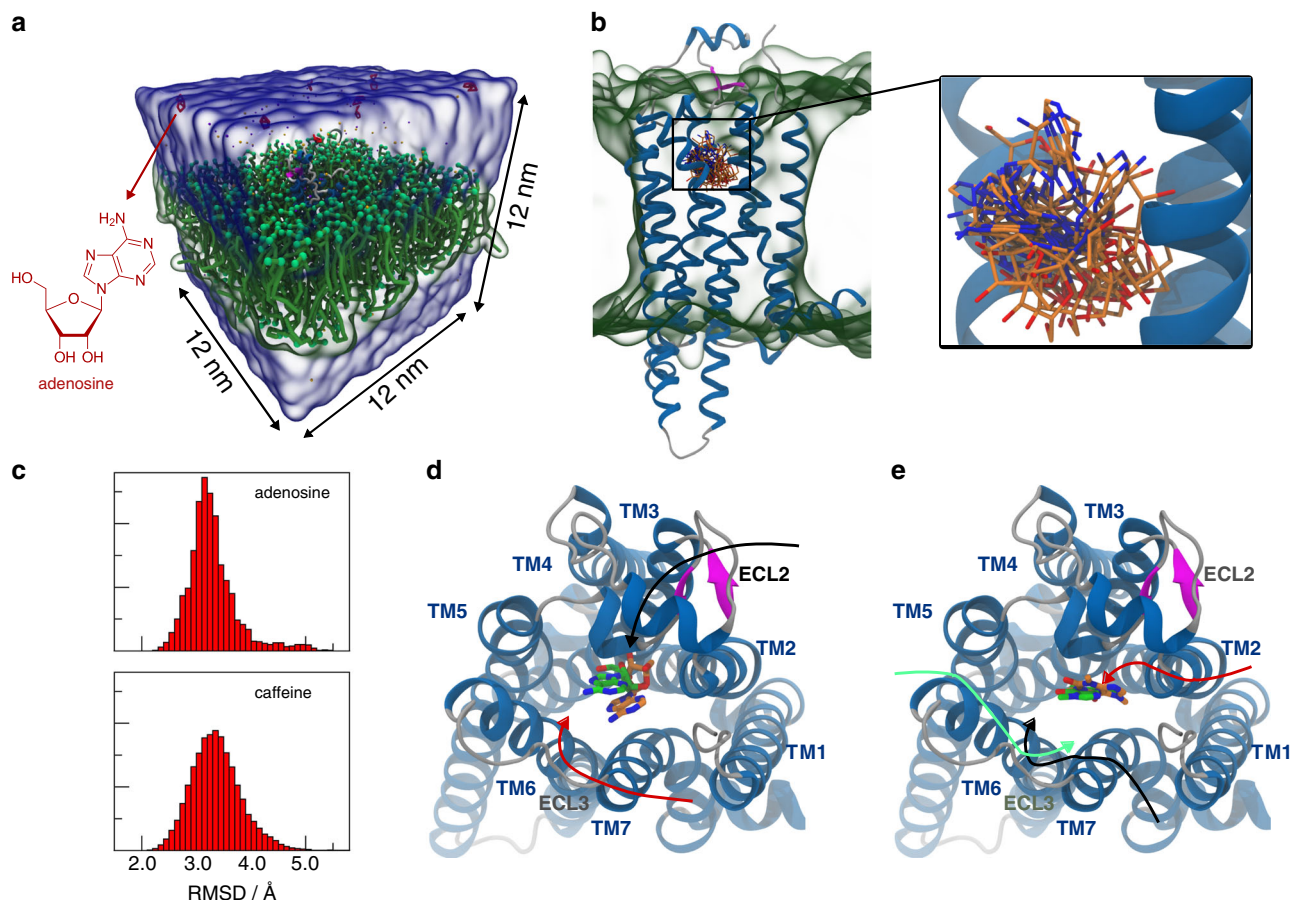 a
12 nm
12 nm
12 nm
NH₂
N
N
N
N
HO
O
OH OH
adenosine
b
c
adenosine
caffeine
2.0 3.0 4.0 5.0
RMSD / Å
d
TM3
TM4
ECL2
TM5
TM2
TM1
TM6
ECL3
TM7
e
TM3
TM4
ECL2
TM5
TM2
TM1
TM6
ECL3
TM7